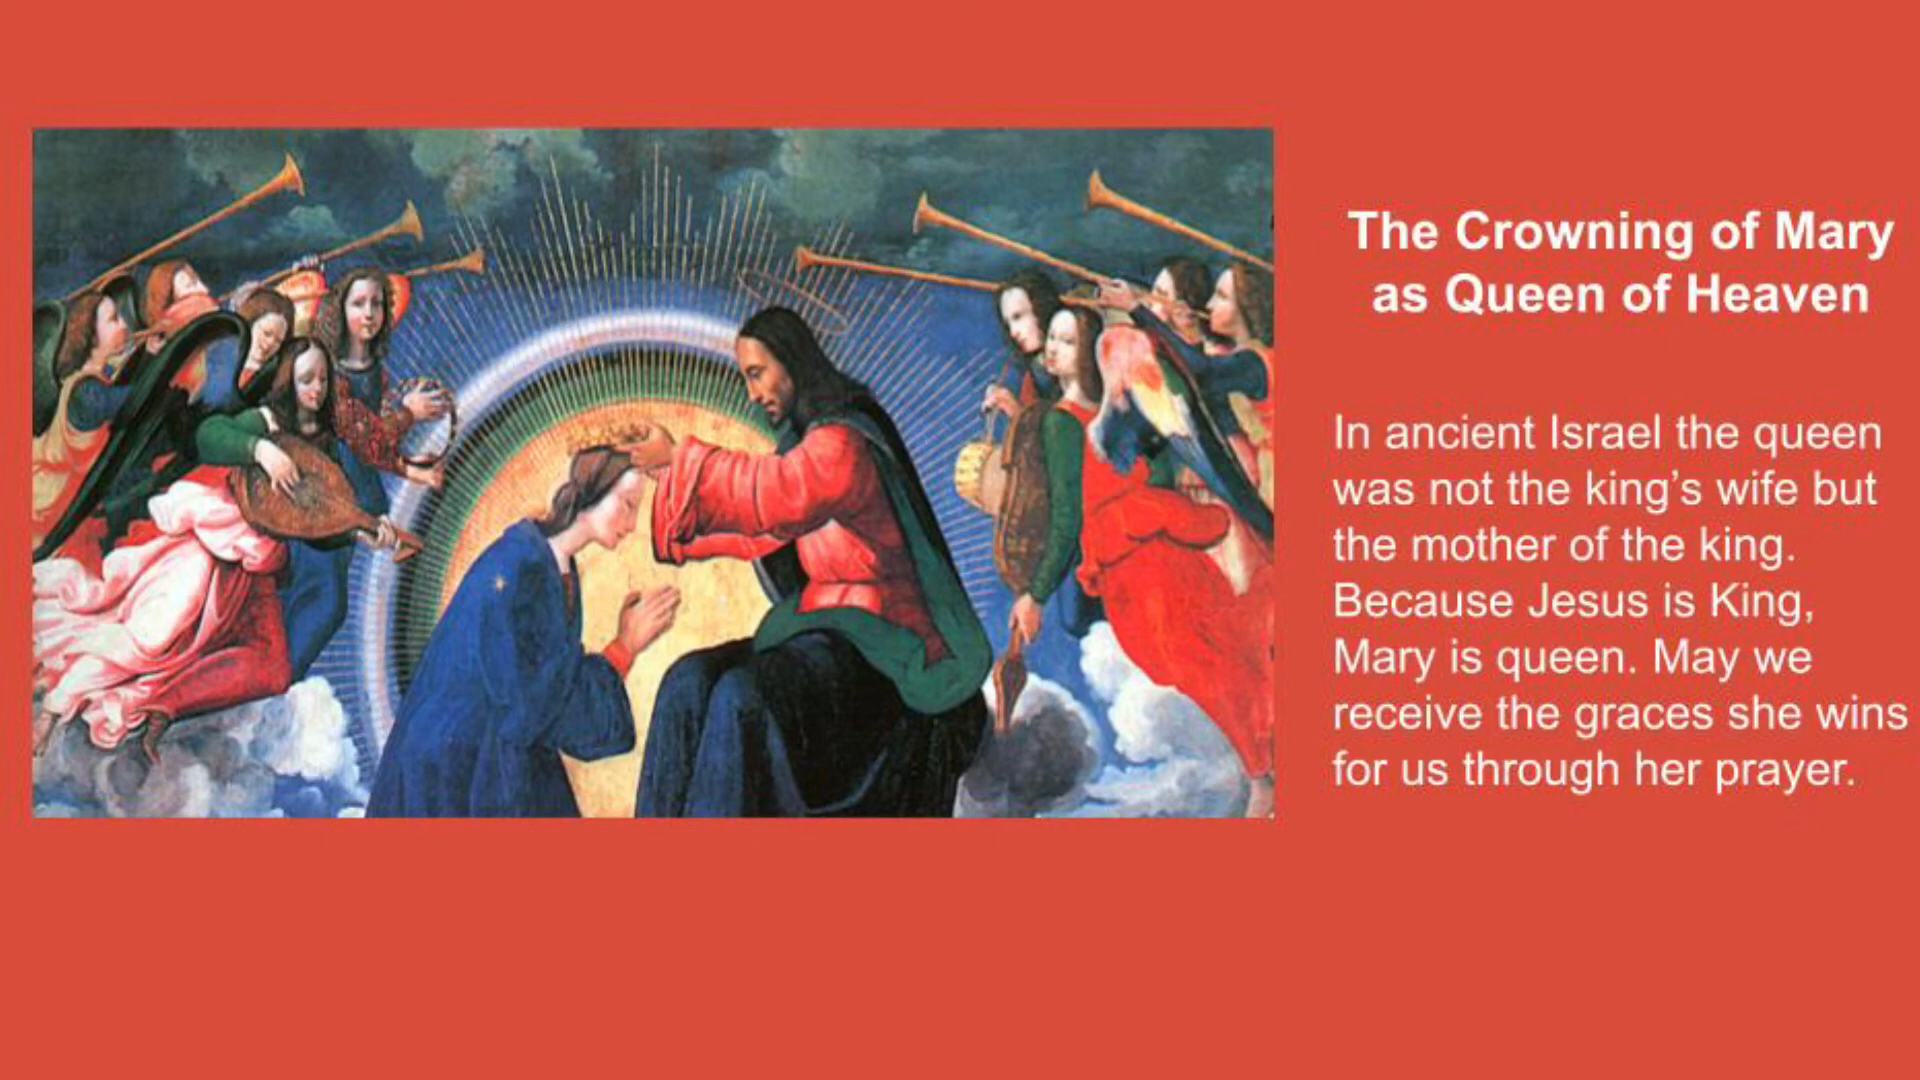 The Crowning of Mary
as Queen of Heaven
In ancient Israel the queen
was not the king’s wife but
the mother of the king.
Because Jesus is King,
Mary is queen. May we
receive the graces she wins
for us through her prayer.